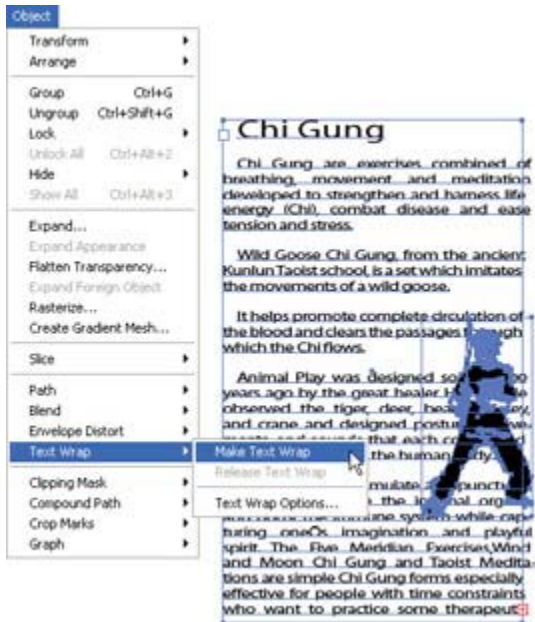 Object
Transform
Arrange
Group Ctrl+G
Ungroup Ctrl+Shift+G
Lock
Unlock All Ctrl+Alt+2
Hide
Show All Ctrl+Alt+3
Expand...
Expand Appearance
Flatten Transparency...
Expand Foreign Object
Rasterize...
Create Gradient Mesh...
Slice
Path
Blend
Envelope Distort
Text Wrap
Clipping Mask
Compound Path
Crop Marks
Graph
Make Text Wrap
Release Text Wrap
Text Wrap Options...
Chi Gung
Chi Gung are exercises combined of
breathing, movement and meditation
developed to strengthen and harness life
energy (Chi), combat disease and ease
tension and stress.
Wild Goose Chi Gung, from the ancient
Kunlun Taoist school, is a set which imitates
the movements of a wild goose.
It helps promote complete circulation of
the blood and clears the passages through
which the Chi flows.
Animal Play was designed
years ago by the great healer
observed the tiger, deer,
and crane and designed
that each
the human
the
system while cap-
turing oneÕs imagination and playful
spirit. The Five Meridian Exercises, Wind
and Moon Chi Gung and Taoist Medita-
tions are simple Chi Gung forms especially
effective for people with time constraints
who want to practice some